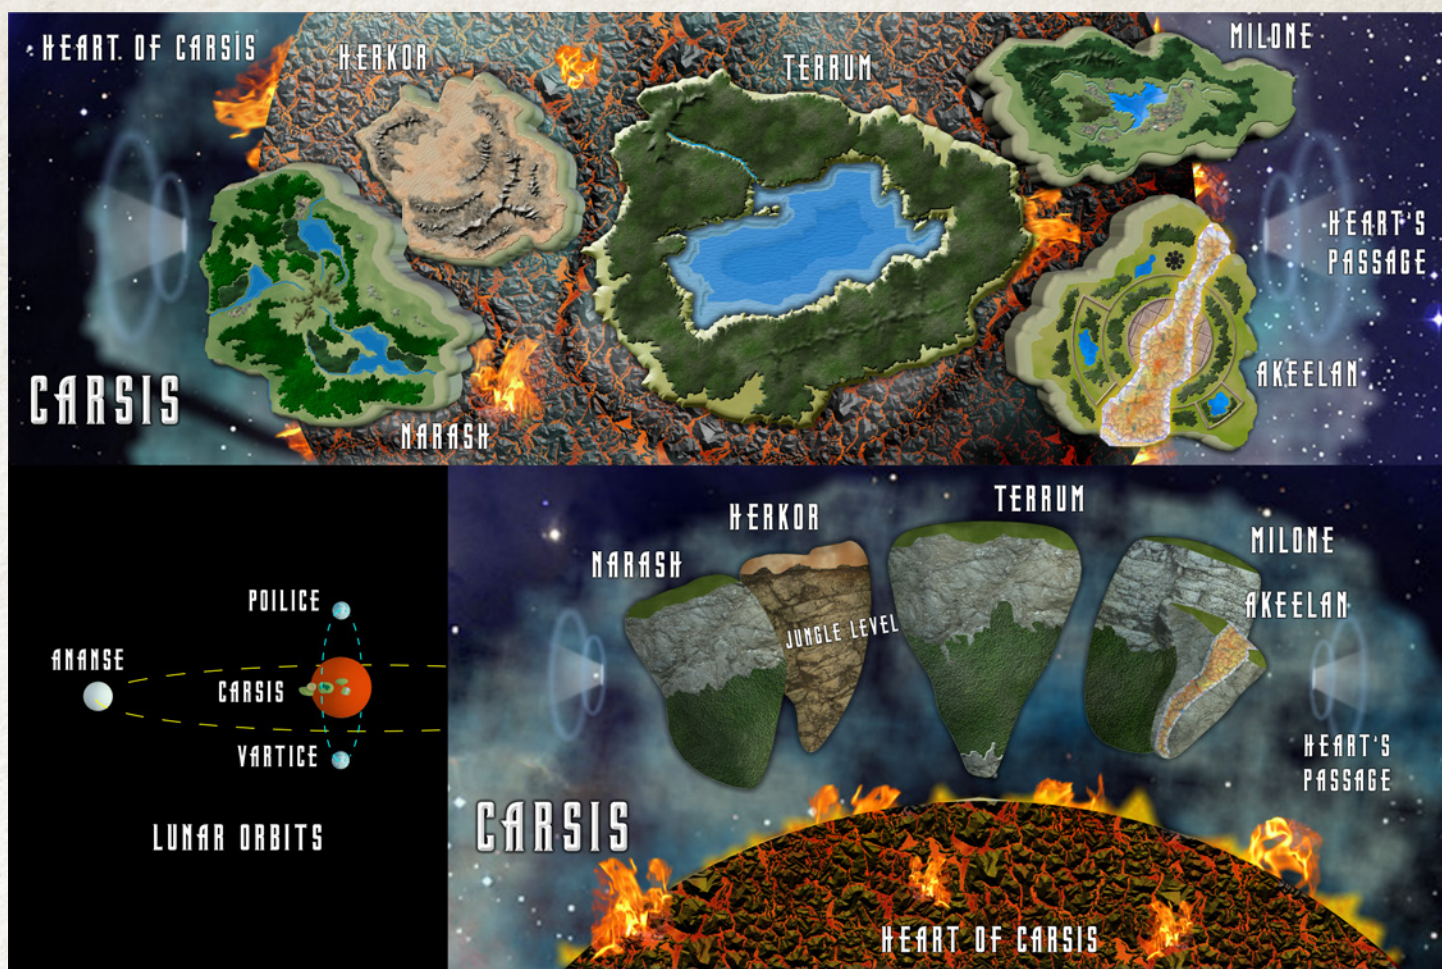 HEART OF CARSIS
HERKOR
TERRUM
MILONE
HEART'S
PASSAGE
AKEELAN
CARSIS
NARASH
POILICE
ANANSE
CARSIS
VARTICE
LUNAR ORBITS
TERRUM
HERKOR
NARASH
MILONE
AKEELAN
JUNGLE LEVEL
HEART'S
PASSAGE
CARSIS
HEART OF CARSIS